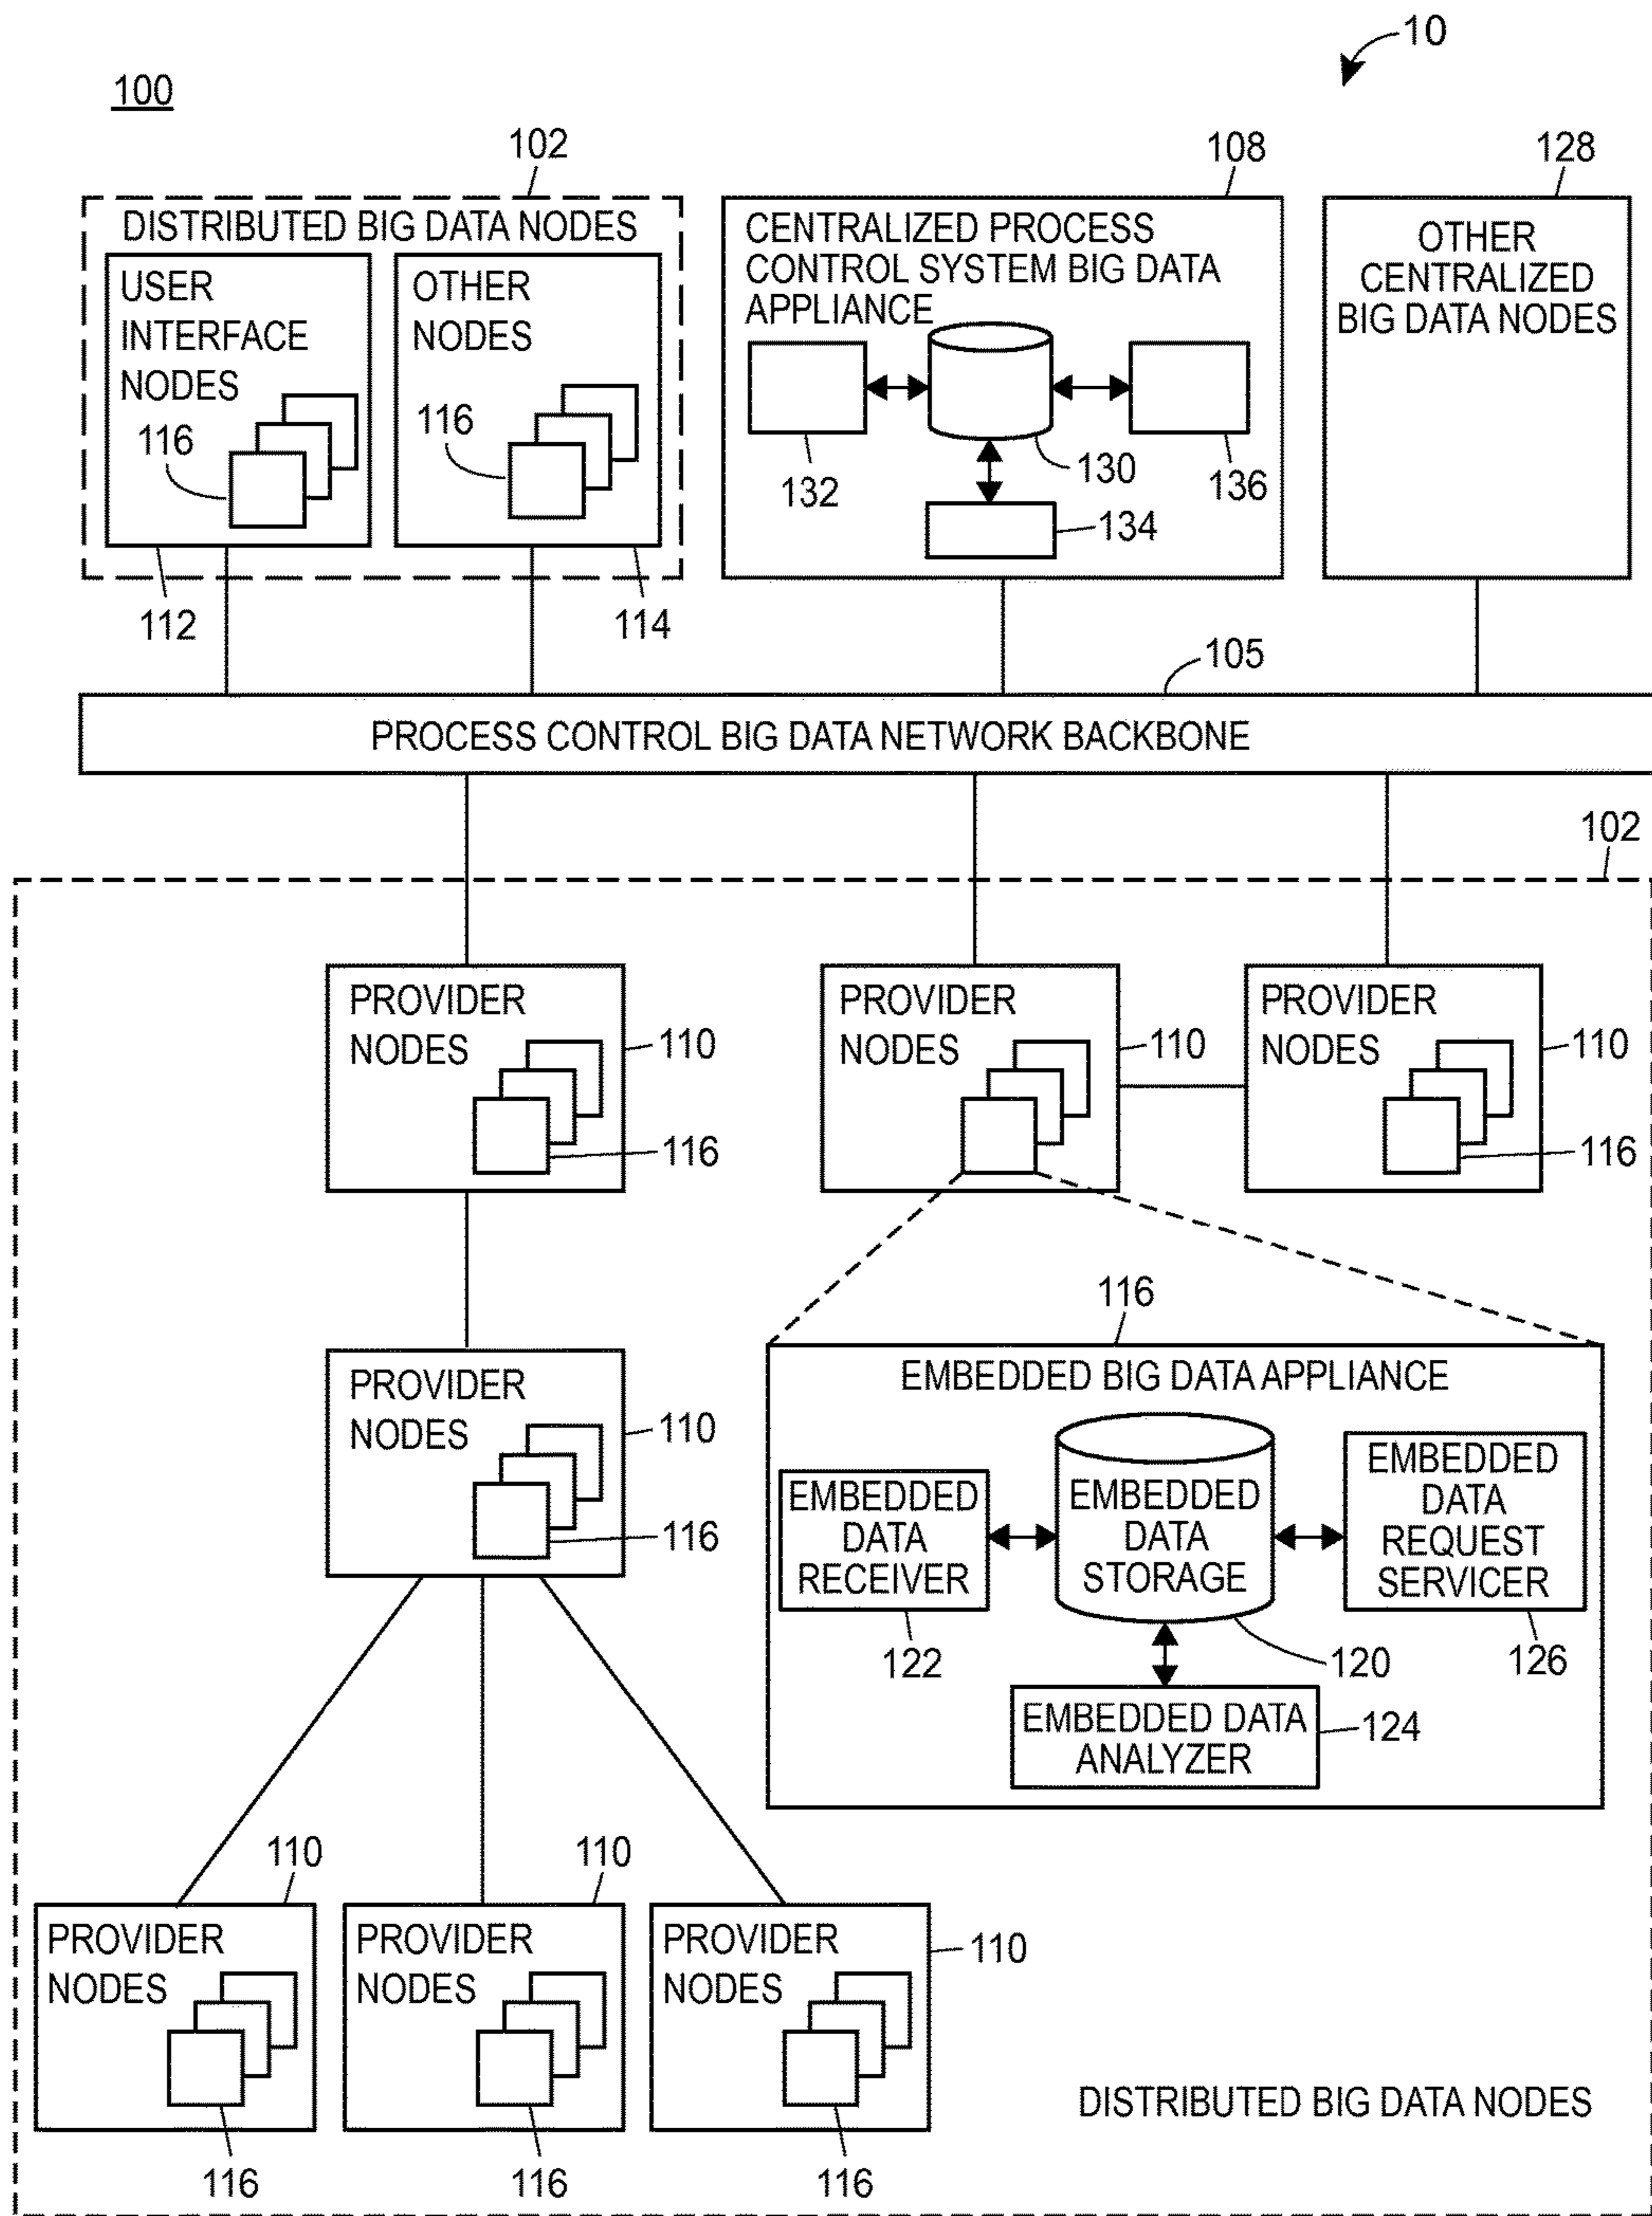 10
100
102
108
128
DISTRIBUTED BIG DATA NODES
USER
INTERFACE
NODES
116
OTHER
NODES
116
CENTRALIZED PROCESS
CONTROL SYSTEM BIG DATA
APPLIANCE
132
130
134
136
OTHER
CENTRALIZED
BIG DATA NODES
112
114
105
PROCESS CONTROL BIG DATA NETWORK BACKBONE
102
PROVIDER
NODES
110
116
PROVIDER
NODES
110
PROVIDER
NODES
110
116
PROVIDER
NODES
110
116
116
EMBEDDED BIG DATA APPLIANCE
EMBEDDED
DATA
RECEIVER
122
EMBEDDED
DATA
STORAGE
120
EMBEDDED
DATA
REQUEST
SERVICER
126
EMBEDDED DATA
ANALYZER
124
110
PROVIDER
NODES
116
110
PROVIDER
NODES
116
PROVIDER
NODES
110
116
DISTRIBUTED BIG DATA NODES